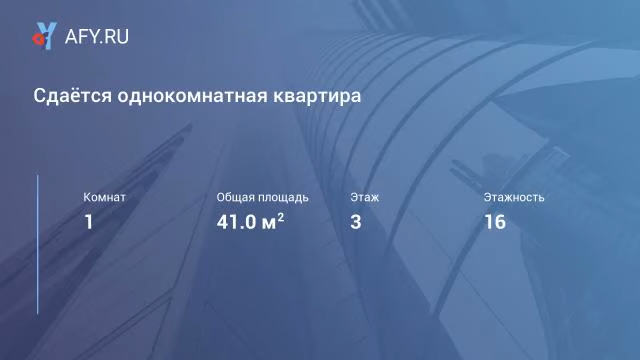 AFY.RU
Сдаётся однокомнатная квартира
Комнат Общая площадь Этаж Этажность
1 41.0 м² 3 16